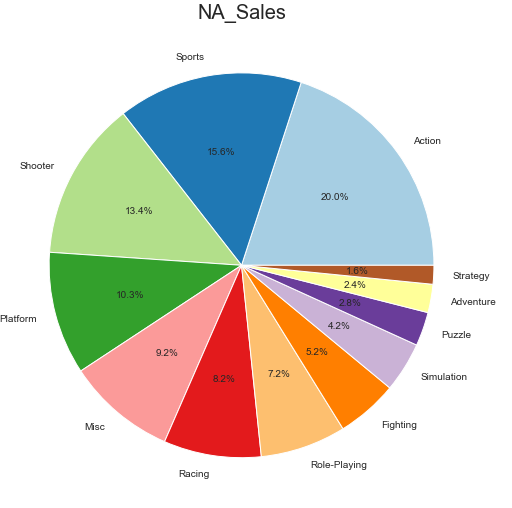 NA_Sales
Sports
Action
Shooter
15.6%
20.0%
13.4%
Strategy
1.6%
2.4%
Adventure
2.8%
Platform
10.3%
Puzzle
4.2%
9.2%
5.2%
8.2%
7.2%
Simulation
Misc
Fighting
Role-Playing
Racing